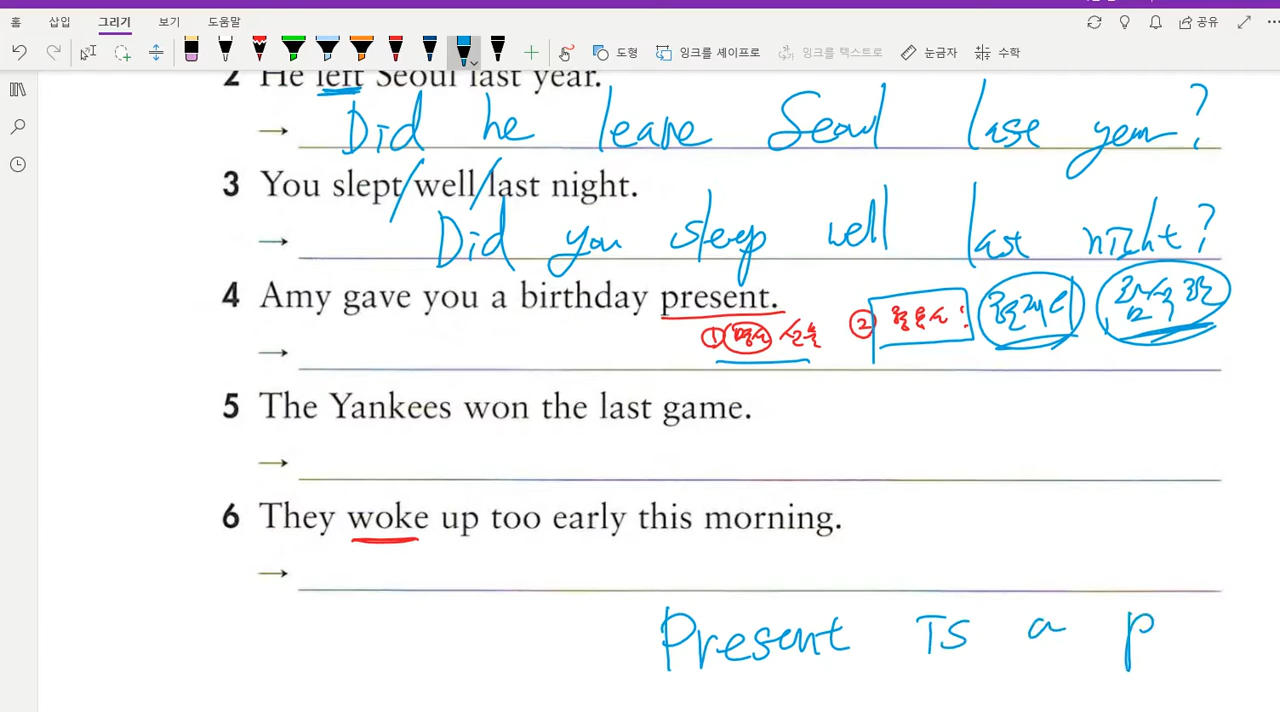 홈 삽입 그리기 보기 도움말
공유
도형 잉크를 셰이프로 잉크를 텍스트로 눈금자 수학
2 He left Seoul last year.
→ Did he leave Seoul last year?
3 You slept/well/last night.
→ Did you sleep well last night?
4 Amy gave you a birthday present.
① 명사 선물 ② 형용사:
→
5 The Yankees won the last game.
→
6 They woke up too early this morning.
→
Present is a p